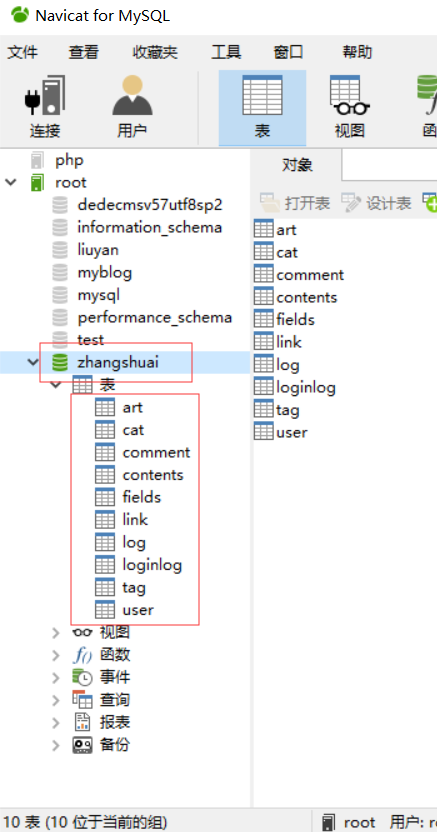 Navicat for MySQL
文件 查看 收藏夹 工具 窗口 帮助
连接 用户 表 视图
php
root
dedecmsv57utf8sp2
information_schema
liuyan
myblog
mysql
performance_schema
test
zhangshuai
表
art
cat
comment
contents
fields
link
log
loginlog
tag
user
视图
函数
事件
查询
报表
备份
对象
打开表 设计表
art
cat
comment
contents
fields
link
log
loginlog
tag
user
10 表 (10 位于当前的组) root 用户: